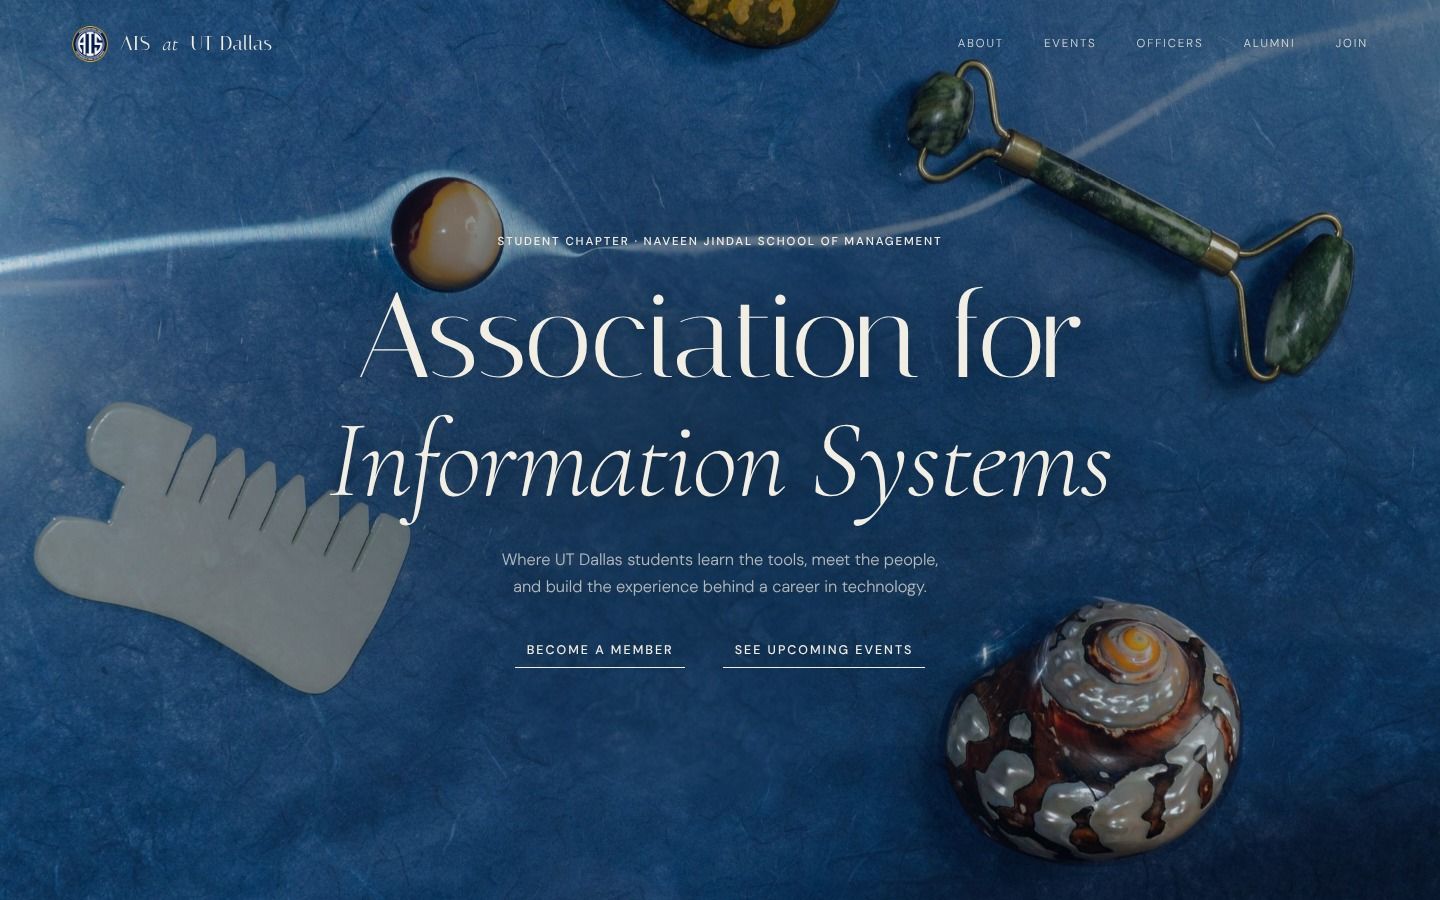 AIS
AIS at UT Dallas
ABOUT
EVENTS
OFFICERS
ALUMNI
JOIN
STUDENT CHAPTER · NAVEEN JINDAL SCHOOL OF MANAGEMENT
Association for
Information Systems
Where UT Dallas students learn the tools, meet the people,
and build the experience behind a career in technology.
BECOME A MEMBER
SEE UPCOMING EVENTS